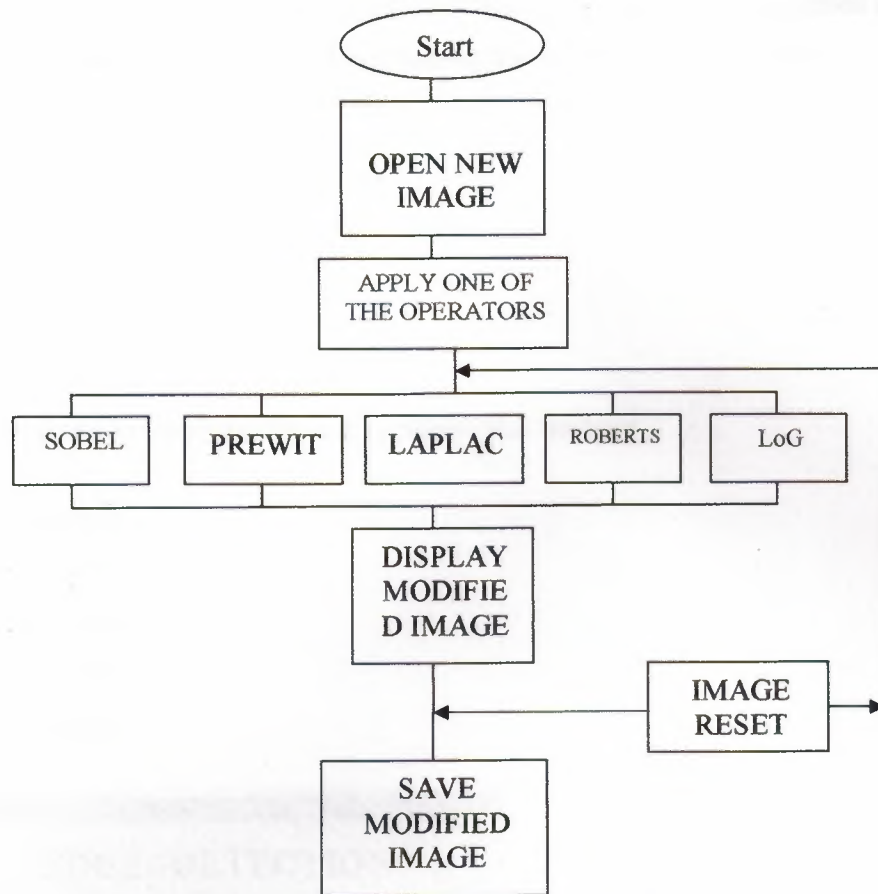 Start
OPEN NEW
IMAGE
APPLY ONE OF
THE OPERATORS
SOBEL
PREWIT
LAPLAC
ROBERTS
LoG
DISPLAY
MODIFIE
D IMAGE
IMAGE
RESET
SAVE
MODIFIED
IMAGE